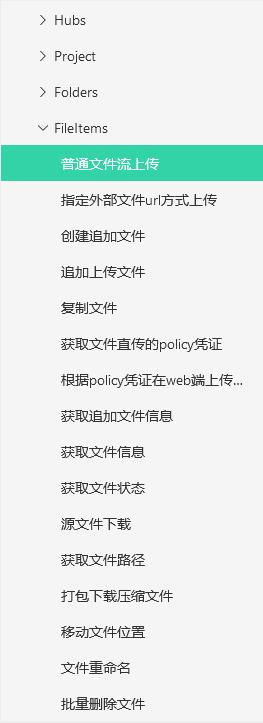 Hubs
Project
Folders
FileItems
普通文件流上传
指定外部文件url方式上传
创建追加文件
追加上传文件
复制文件
获取文件直传的policy凭证
根据policy凭证在web端上传...
获取追加文件信息
获取文件信息
获取文件状态
源文件下载
获取文件路径
打包下载压缩文件
移动文件位置
文件重命名
批量删除文件